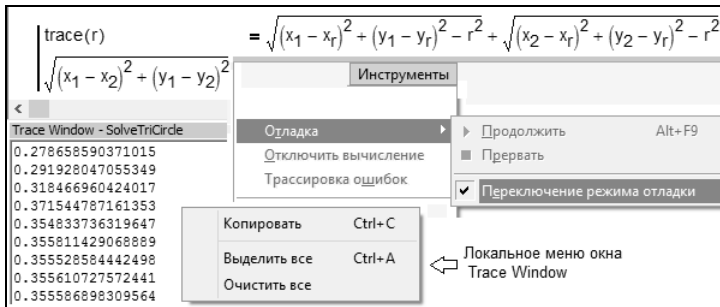 trace(r)
= √(x₁ − xᵣ)² + (y₁ − yᵣ)² − r² + √(x₂ − xᵣ)² + (y₂ − yᵣ)² − r²
√(x₁ − x₂)² + (y₁ − y₂)²
Инструменты
<
Trace Window - SolveTriCircle
0.278658590371015
0.291928047055349
0.318466960424017
0.371544787161353
0.354833736319647
0.355811429068889
0.355528584442498
0.355610727572441
0.355586898309564
Отладка
Отключить вычисление
Трассировка ошибок
Продолжить Alt+F9
Прервать
Переключение режима отладки
Копировать Ctrl+C
Выделить все Ctrl+A
Очистить все
Локальное меню окна
Trace Window